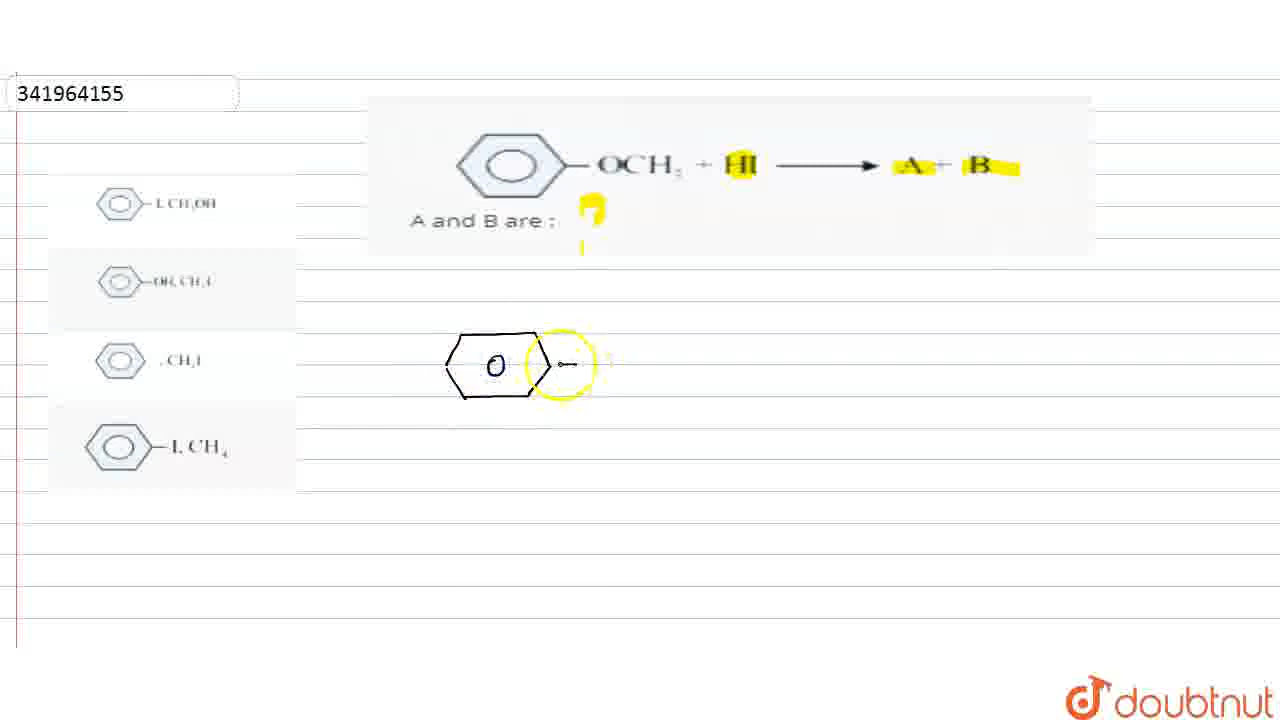 341964155
OCH3 + HI ⟶ A + B
A and B are :
I, CH3OH
OH, CH3I
, CH3I
I, CH4
O
doubtnut